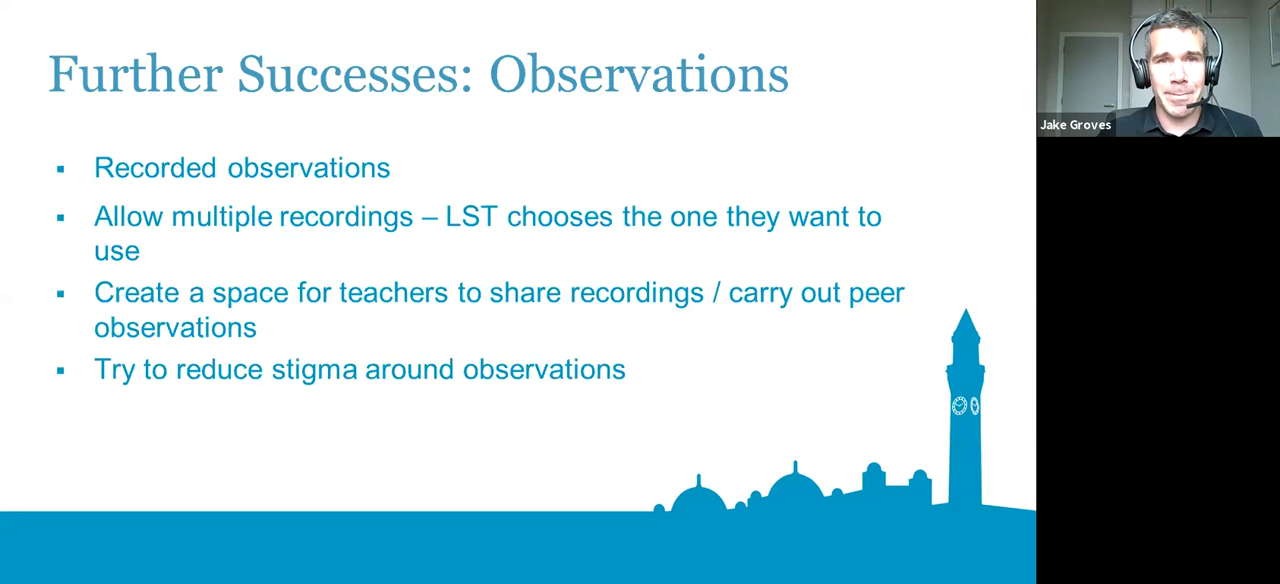 Further Successes: Observations
Jake Groves
▪ Recorded observations
▪ Allow multiple recordings – LST chooses the one they want to
use
▪ Create a space for teachers to share recordings / carry out peer
observations
▪ Try to reduce stigma around observations